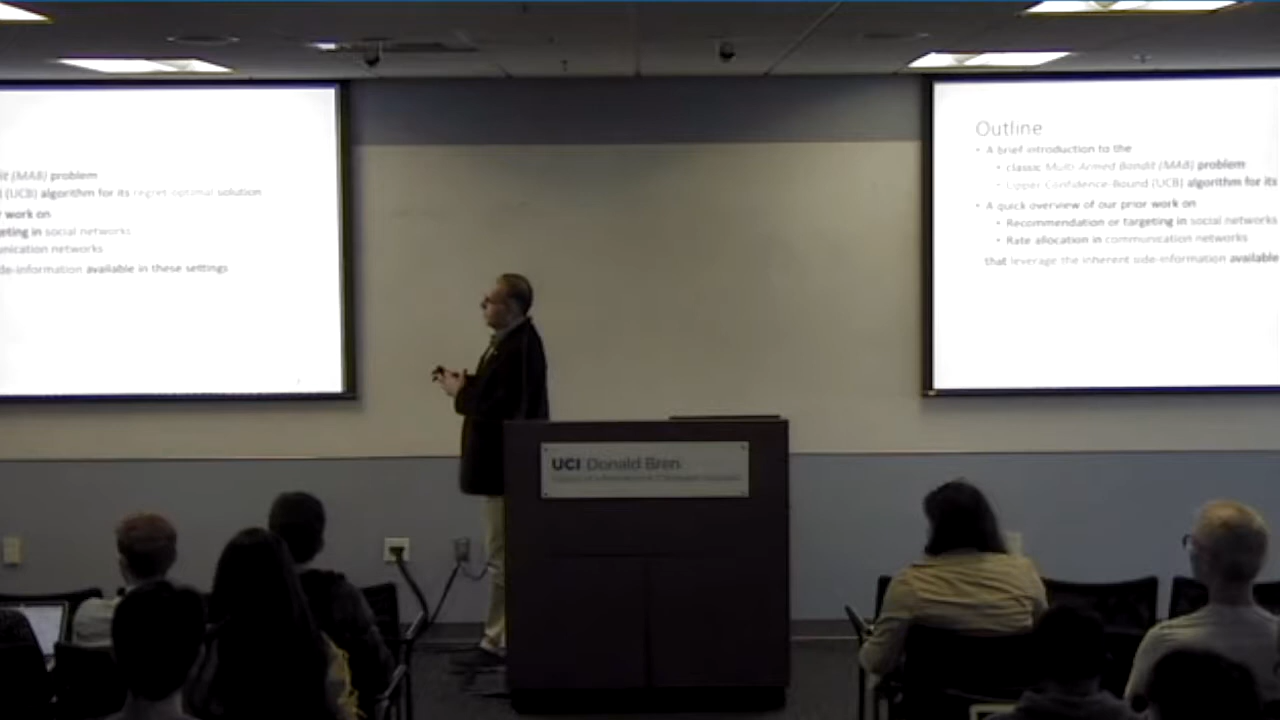 it (MAB) problem
(UCB) algorithm for its regret optimal solution
work on
eting in social networks
unication networks
de-information available in these settings
Outline
• A brief introduction to the
• classic Multi-Armed Bandit (MAB) problem
• Upper Confidence-Bound (UCB) algorithm for its
• A quick overview of our prior work on
• Recommendation or targeting in social networks
• Rate allocation in communication networks
that leverage the inherent side-information available
UCI Donald Bren